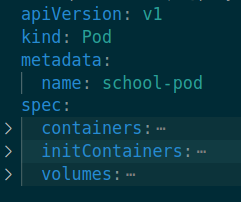 apiVersion: v1
kind: Pod
metadata:
  name: school-pod
spec:
  containers:⋯
  initContainers:⋯
  volumes:⋯